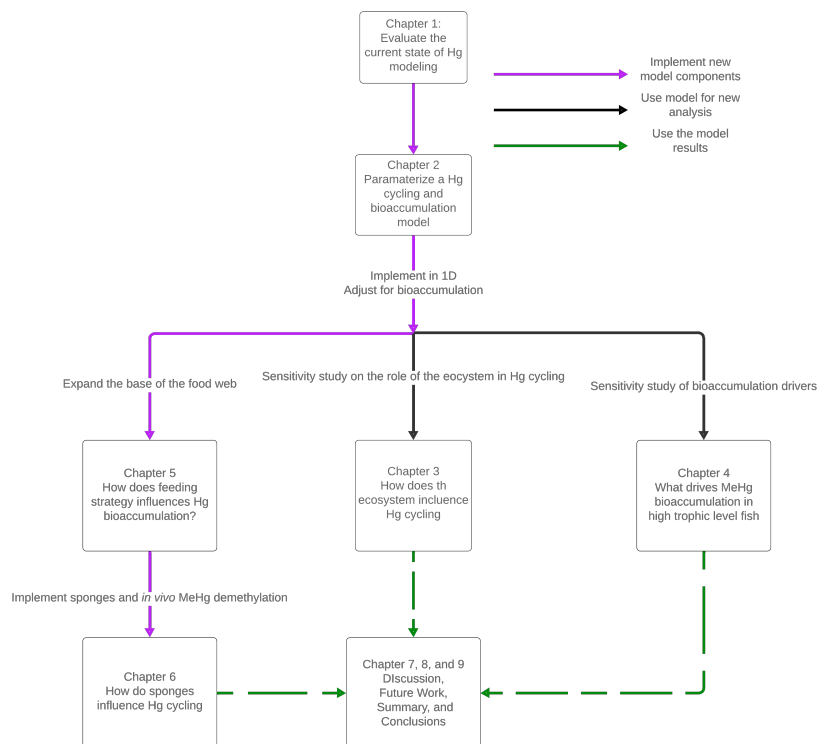 Chapter 1:
Evaluate the
current state of Hg
modeling
Implement new
model components
Use model for new
analysis
Use the model
results
Chapter 2
Paramaterize a Hg
cycling and
bioaccumulation
model
Implement in 1D
Adjust for bioaccumulation
Expand the base of the food web
Sensitivity study on the role of the eocystem in Hg cycling
Sensitivity study of bioaccumulation drivers
Chapter 5
How does feeding
strategy influences Hg
bioaccumulation?
Chapter 3
How does th
ecosystem incluence
Hg cycling
Chapter 4
What drives MeHg
bioaccumulation in
high trophic level fish
Implement sponges and in vivo MeHg demethylation
Chapter 6
How do sponges
influence Hg cycling
Chapter 7, 8, and 9
DIscussion,
Future Work,
Summary, and
Conclusions